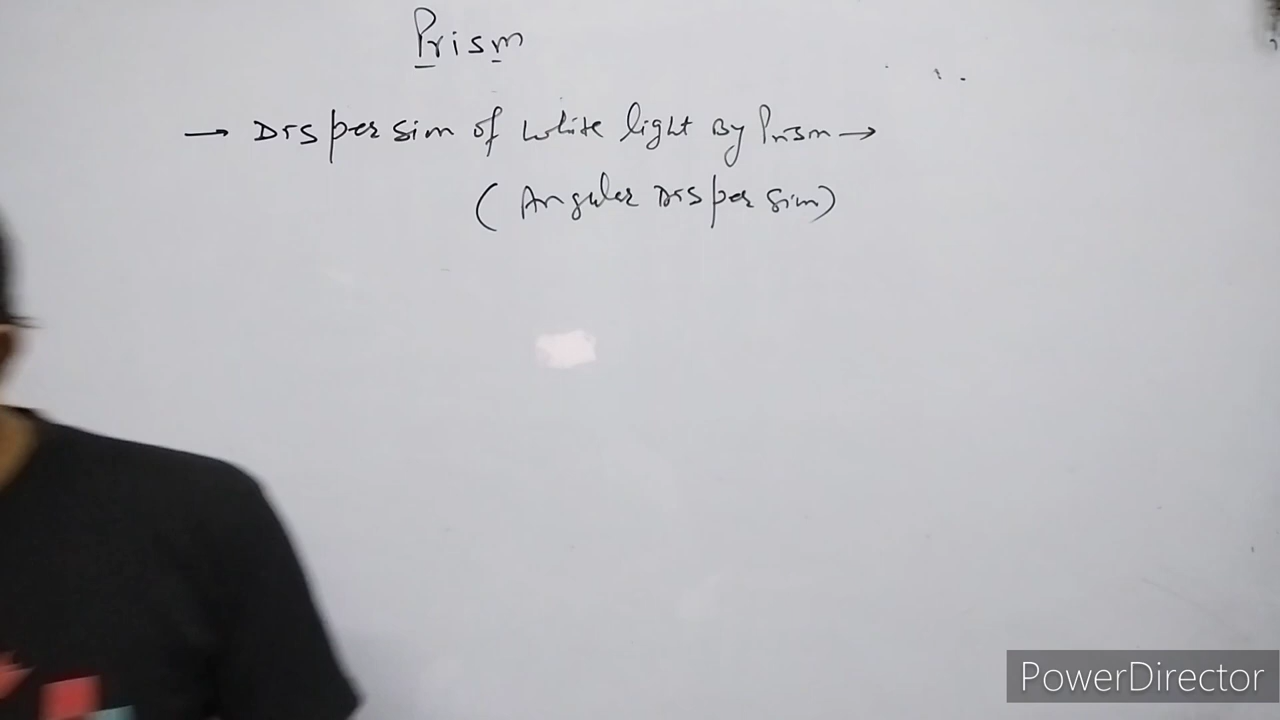 Prism
→ Dispersion of white light By Prism →
(Angular Dispersion)
PowerDirector